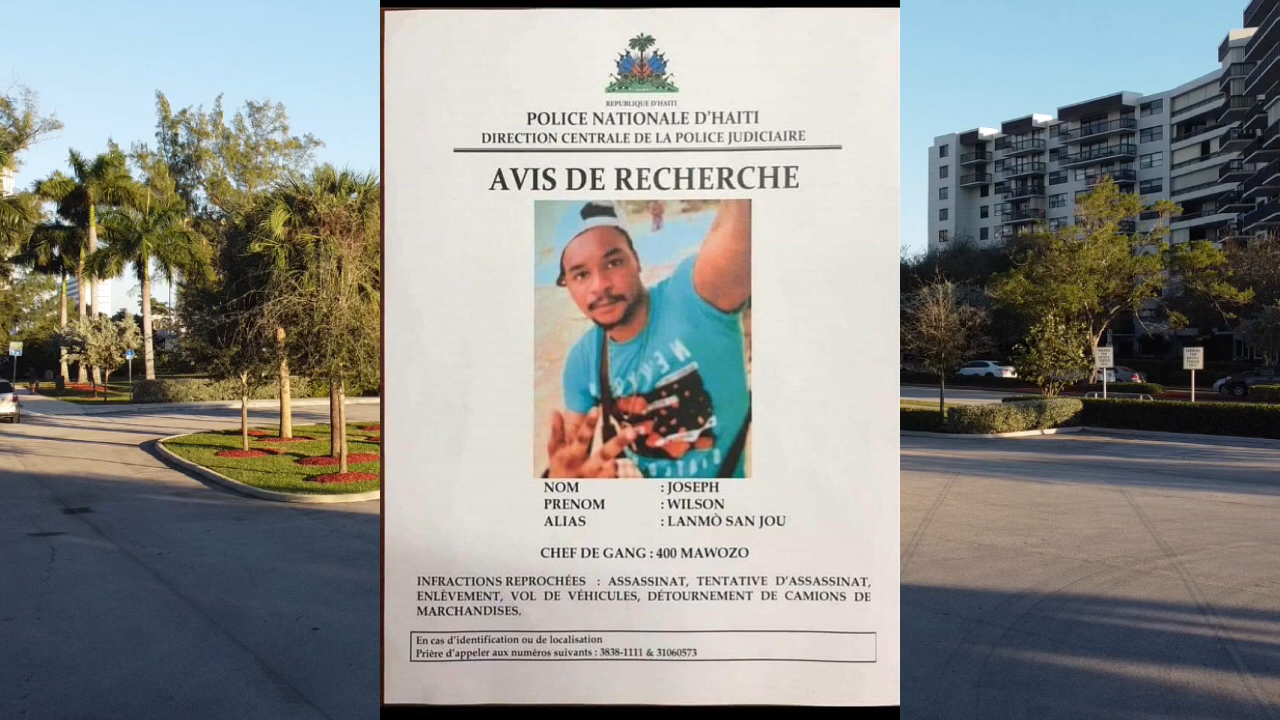 REPUBLIQUE D'HAITI
POLICE NATIONALE D'HAITI
DIRECTION CENTRALE DE LA POLICE JUDICIAIRE
AVIS DE RECHERCHE
NOM : JOSEPH
PRENOM : WILSON
ALIAS : LANMÒ SAN JOU
CHEF DE GANG : 400 MAWOZO
INFRACTIONS REPROCHÉES : ASSASSINAT, TENTATIVE D'ASSASSINAT,
ENLÈVEMENT, VOL DE VÉHICULES, DÉTOURNEMENT DE CAMIONS DE
MARCHANDISES.
En cas d'identification ou de localisation
Prière d'appeler aux numéros suivants : 3838-1111 & 31060573